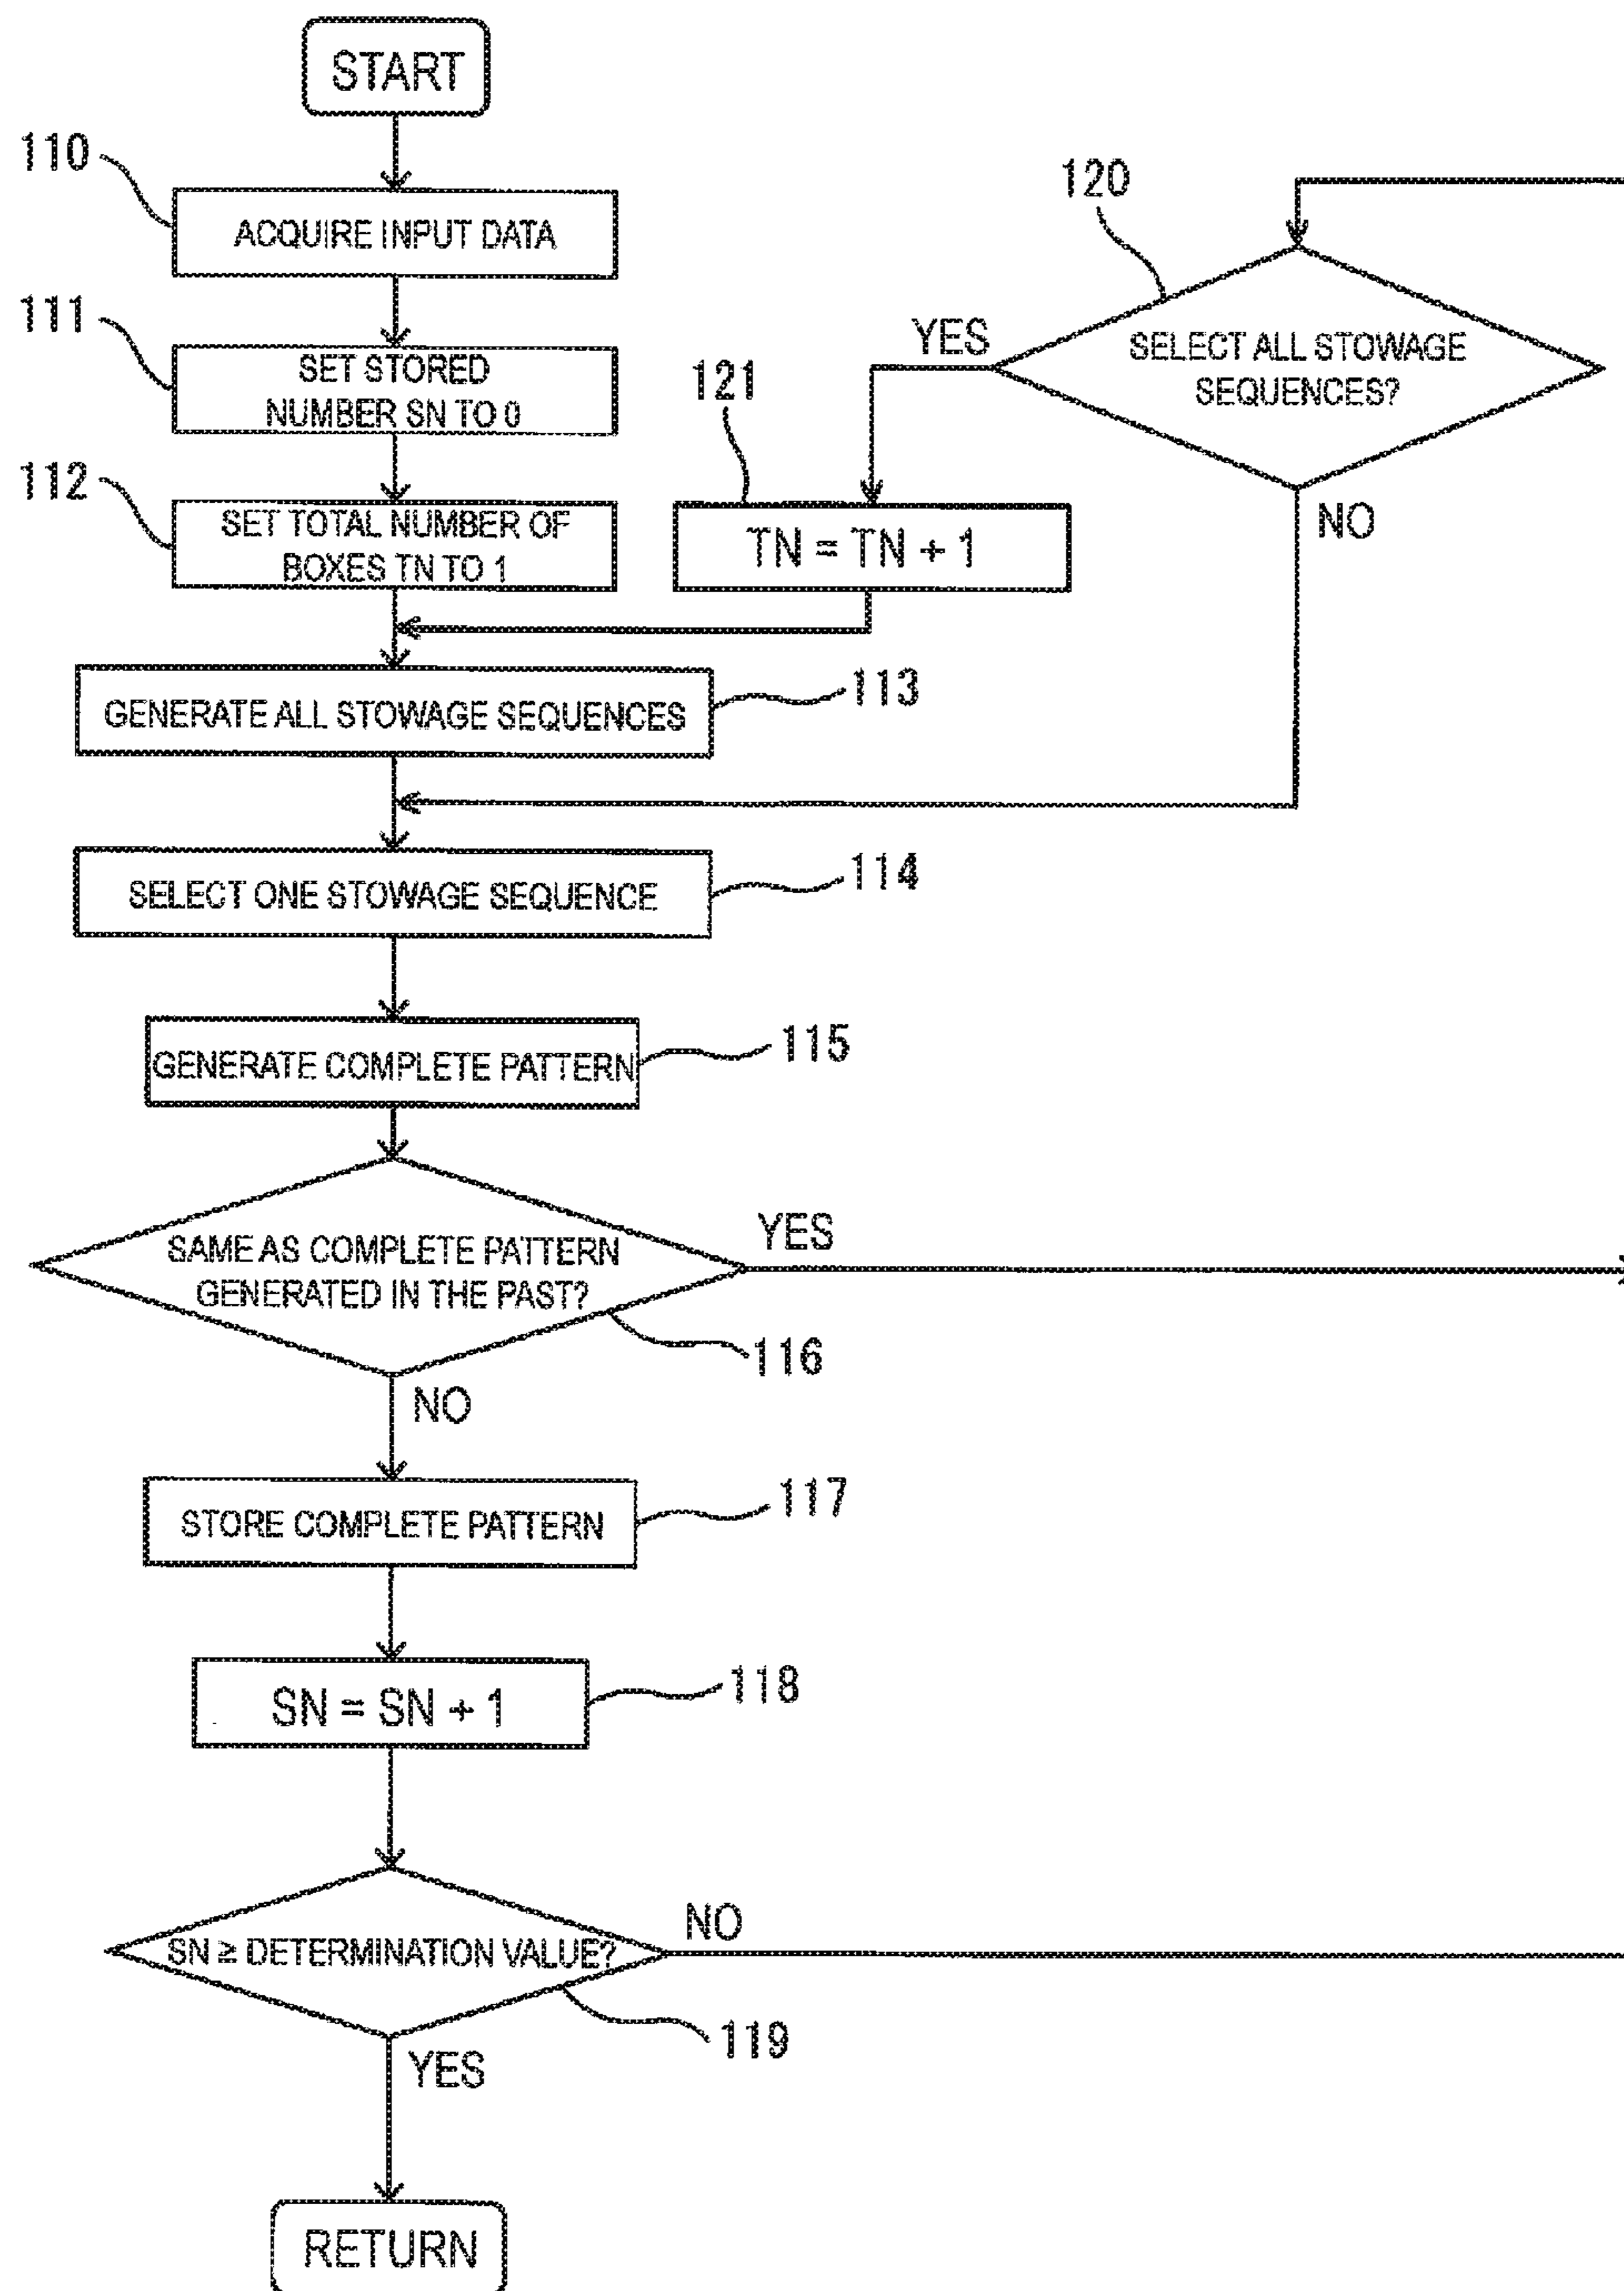 START
110
ACQUIRE INPUT DATA
111
SET STORED
NUMBER SN TO 0
112
SET TOTAL NUMBER OF
BOXES TN TO 1
120
SELECT ALL STOWAGE
SEQUENCES?
YES
NO
121
TN = TN + 1
GENERATE ALL STOWAGE SEQUENCES
113
SELECT ONE STOWAGE SEQUENCE
114
GENERATE COMPLETE PATTERN
115
SAME AS COMPLETE PATTERN
GENERATED IN THE PAST?
YES
116
NO
STORE COMPLETE PATTERN
117
SN = SN + 1
118
SN ≥ DETERMINATION VALUE?
NO
119
YES
RETURN